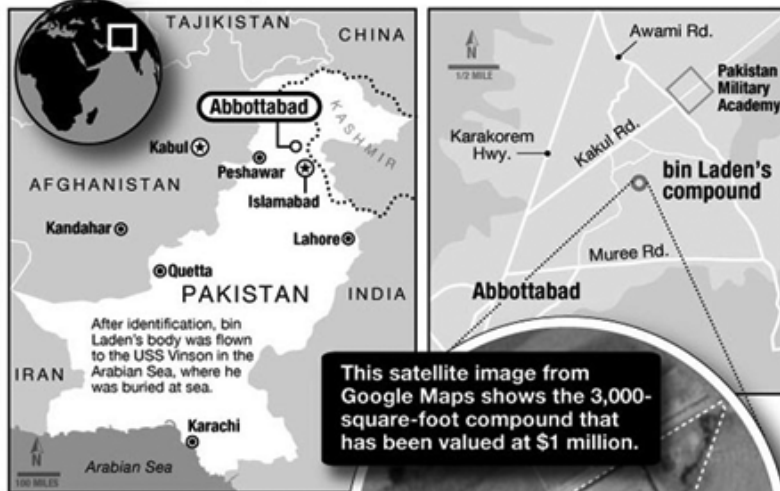 TAJIKISTAN
CHINA
Abbottabad
KASHMIR
Kabul
Peshawar
Islamabad
AFGHANISTAN
Kandahar
Lahore
Quetta
PAKISTAN
INDIA
After identification, bin
Laden's body was flown
to the USS Vinson in the
Arabian Sea, where he
was buried at sea.
IRAN
Karachi
N
100 MILES
Arabian Sea
N
1/2 MILE
Awami Rd.
Pakistan
Military
Academy
Karakorem
Hwy.
Kakul Rd.
bin Laden's
compound
Muree Rd.
Abbottabad
This satellite image from
Google Maps shows the 3,000-
square-foot compound that
has been valued at $1 million.